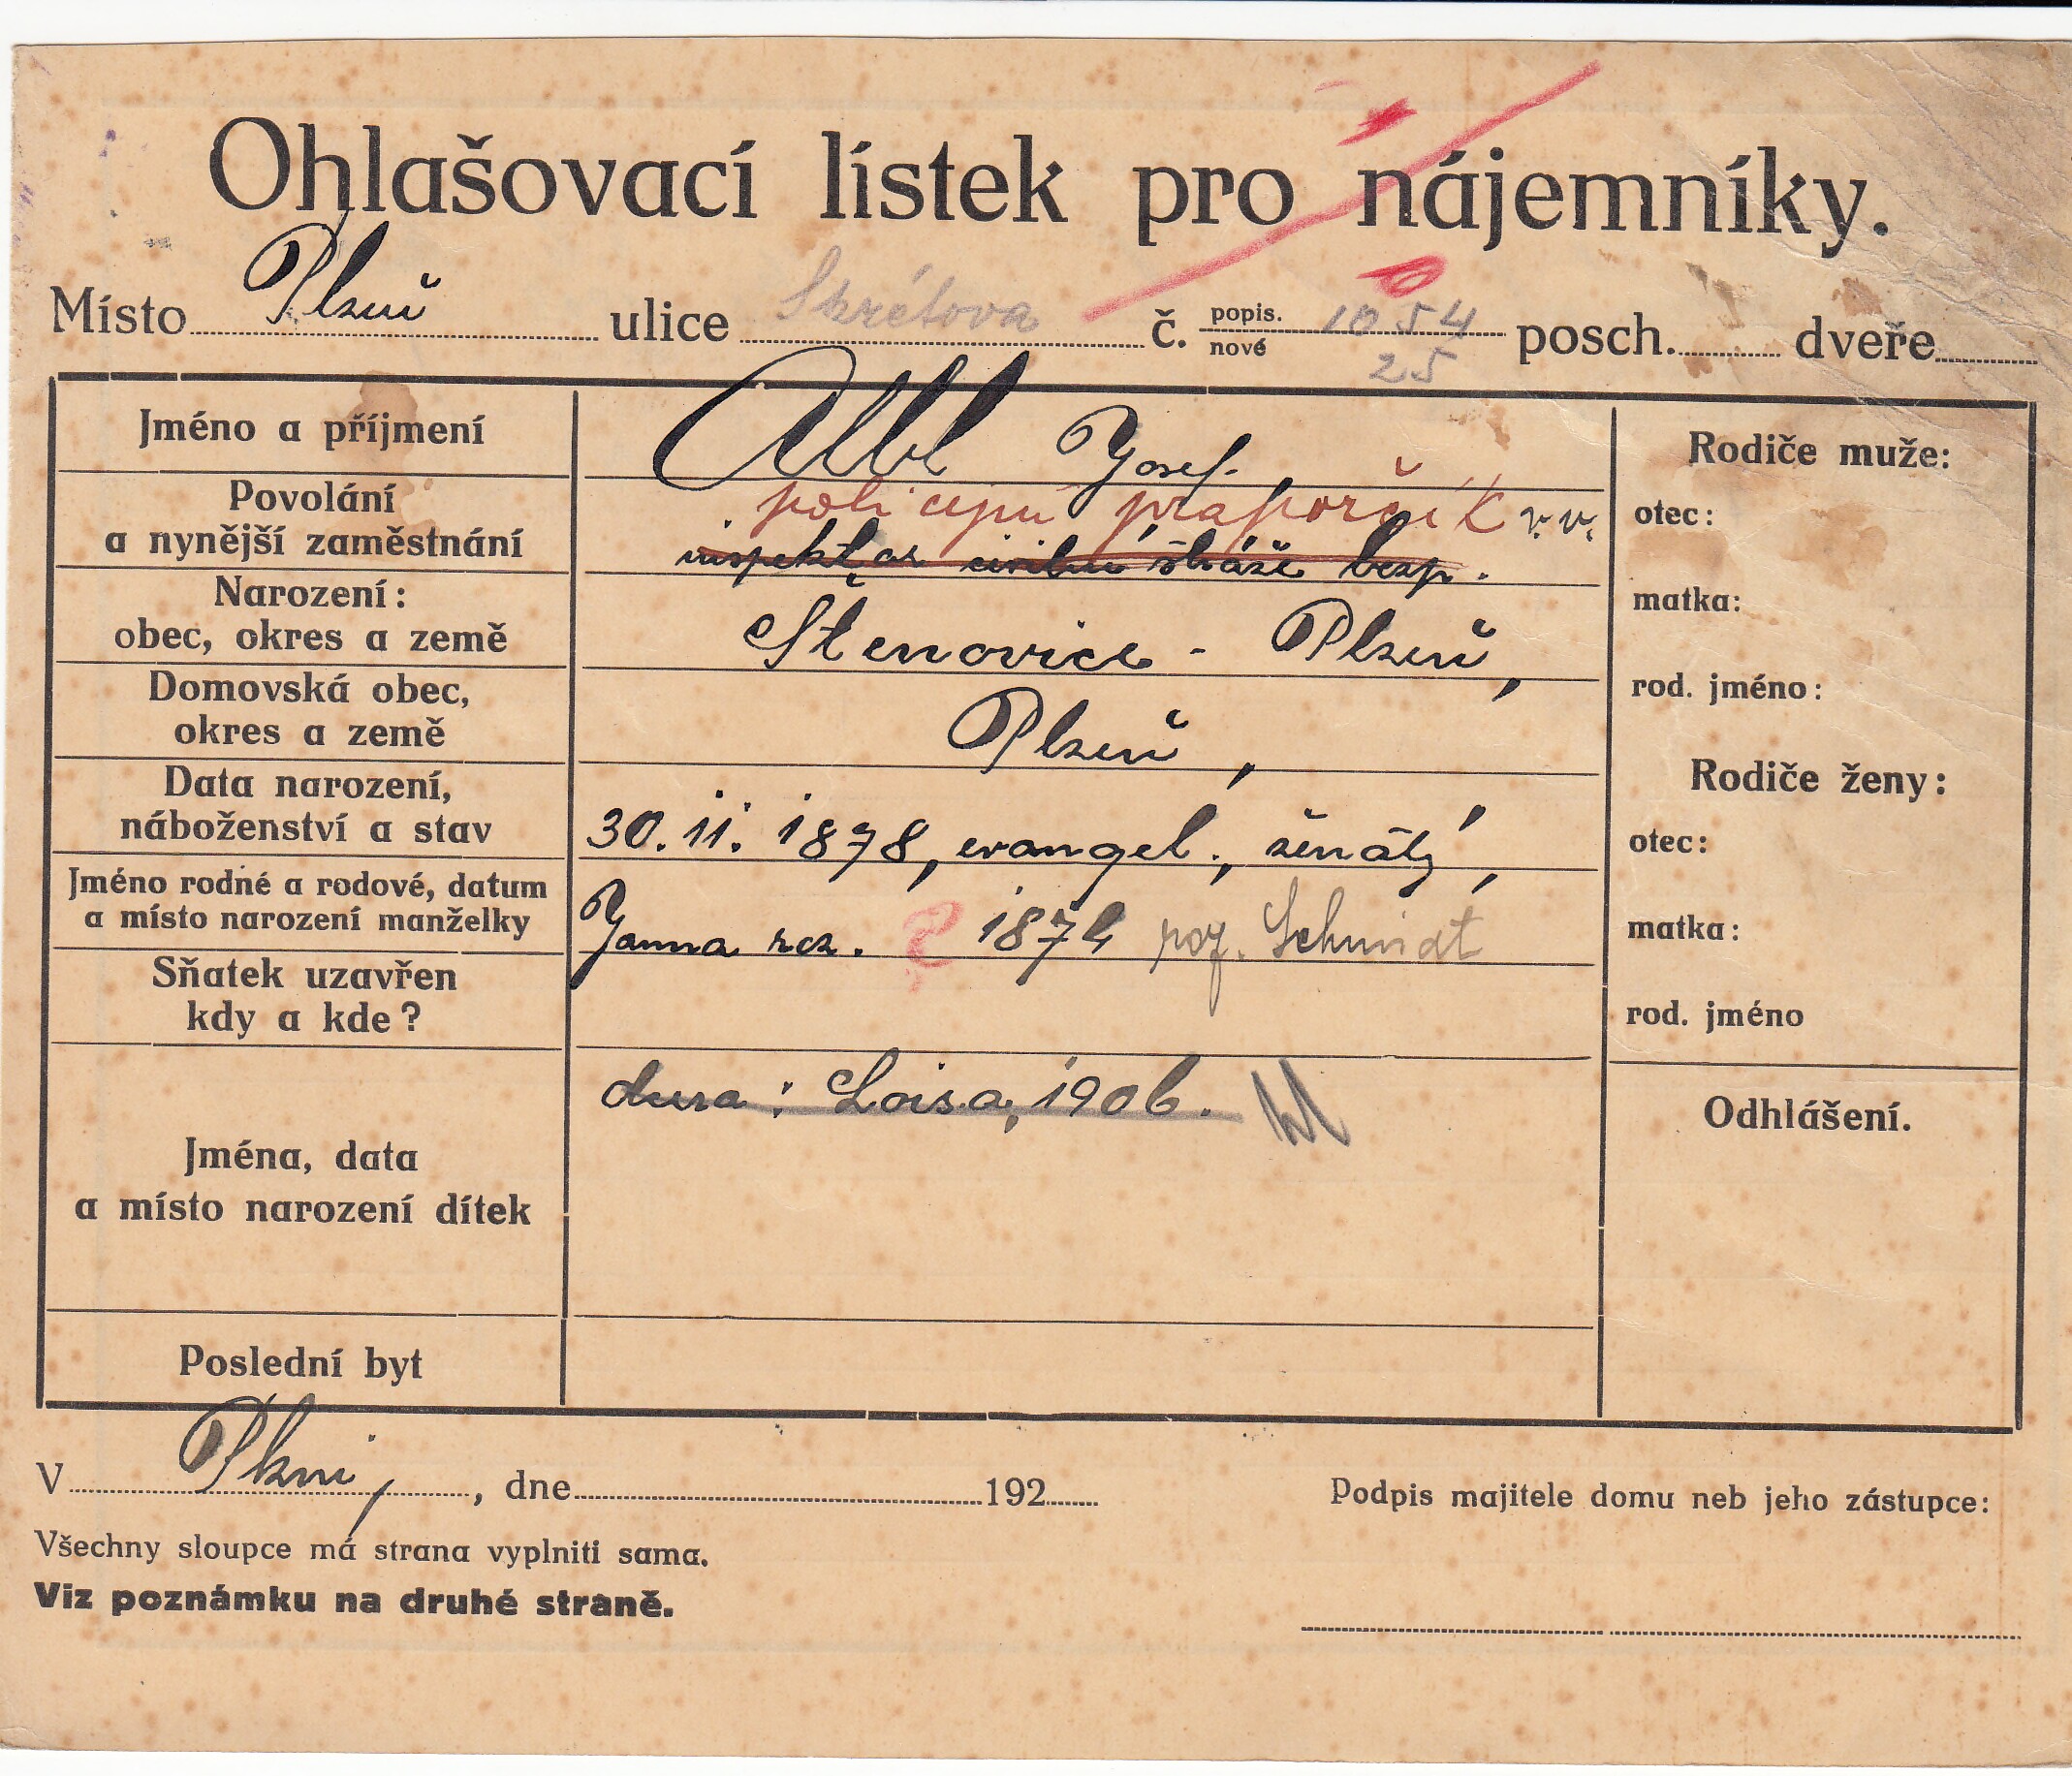 Ohlašovací lístek pro nájemníky.
Místo Plzeň ulice Skrétova č. popis. 1054 posch. dveře
nové 25
Jméno a příjmení Albl Josef
Povolání a nynější zaměstnání policejní praporčík v. v.
inspektor civilní stráže bezp.
Narození: obec, okres a země Štěnovice - Plzeň,
Domovská obec, okres a země Plzeň,
Data narození, náboženství a stav 30. 11. 1878, evangel., ženatý,
Jméno rodné a rodové, datum a místo narození manželky Janna roz. 1874 roz. Schmidt
Sňatek uzavřen kdy a kde?
Jména, data a místo narození dítek dcera: Loisa, 1906.
Poslední byt
Rodiče muže:
otec:
matka:
rod. jméno:
Rodiče ženy:
otec:
matka:
rod. jméno
Odhlášení.
V Plzni, dne 192
Podpis majitele domu neb jeho zástupce:
Všechny sloupce má strana vyplniti sama.
Viz poznámku na druhé straně.